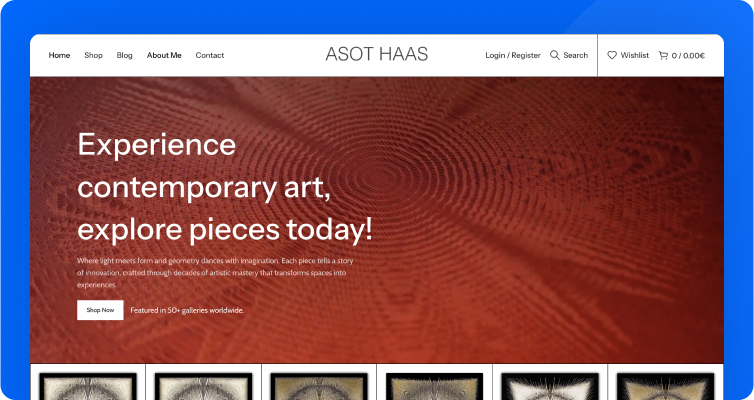 Home Shop Blog About Me Contact ASOT HAAS Login / Register Search Wishlist 0 / 0.00€
Experience
contemporary art,
explore pieces today!
Where light meets form and geometry dances with imagination. Each piece tells a story
of innovation, crafted through decades of artistic mastery that transforms spaces into
experiences.
Shop Now Featured in 50+ galleries worldwide.